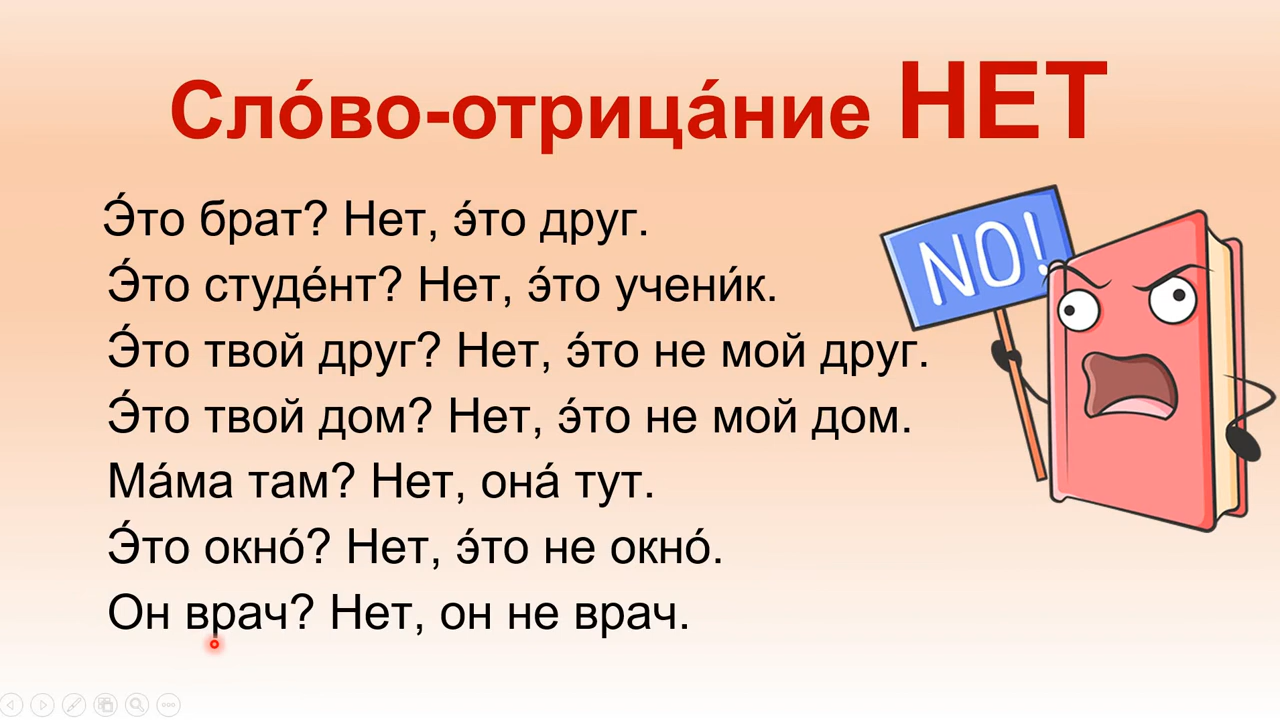 Сло́во-отрица́ние НЕТ
Э́то брат? Нет, э́то друг.
Э́то студе́нт? Нет, э́то учени́к.
Э́то твой друг? Нет, э́то не мой друг.
Э́то твой дом? Нет, э́то не мой дом.
Ма́ма там? Нет, она́ тут.
Э́то окно́? Нет, э́то не окно́.
Он врач? Нет, он не врач.
NO!